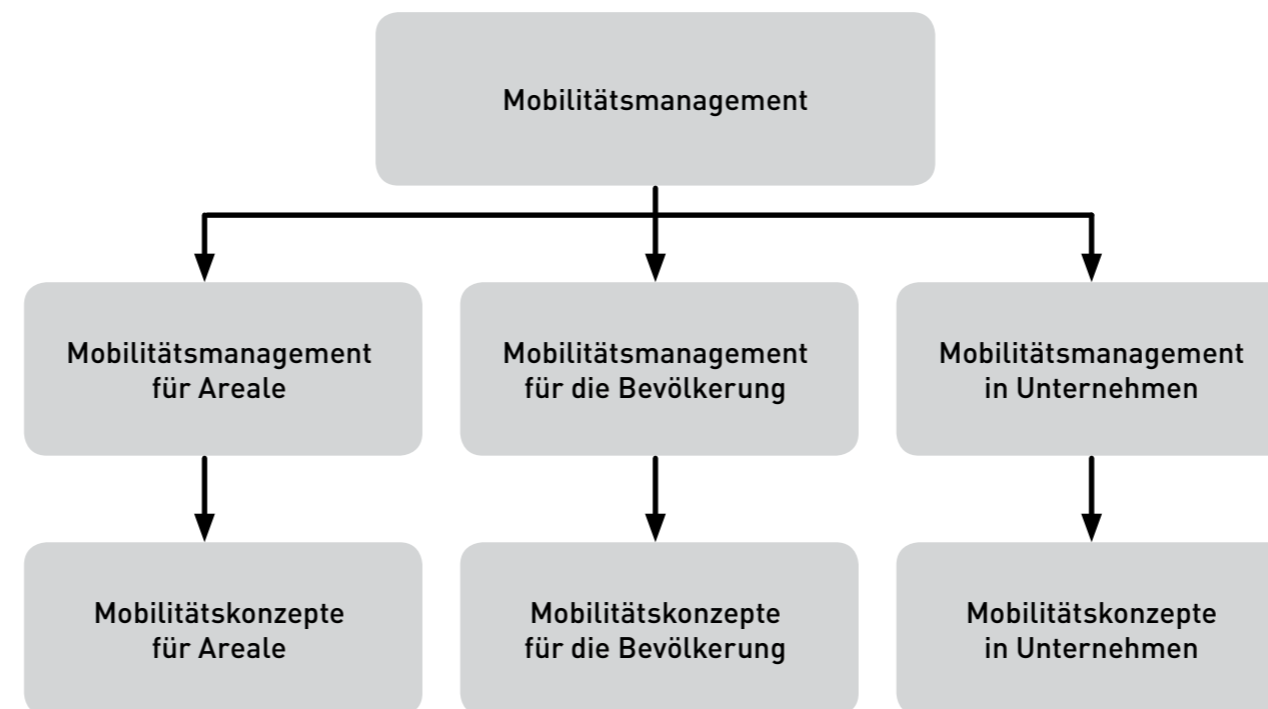 Mobilitätsmanagement
Mobilitätsmanagement
für Areale
Mobilitätsmanagement
für die Bevölkerung
Mobilitätsmanagement
in Unternehmen
Mobilitätskonzepte
für Areale
Mobilitätskonzepte
für die Bevölkerung
Mobilitätskonzepte
in Unternehmen